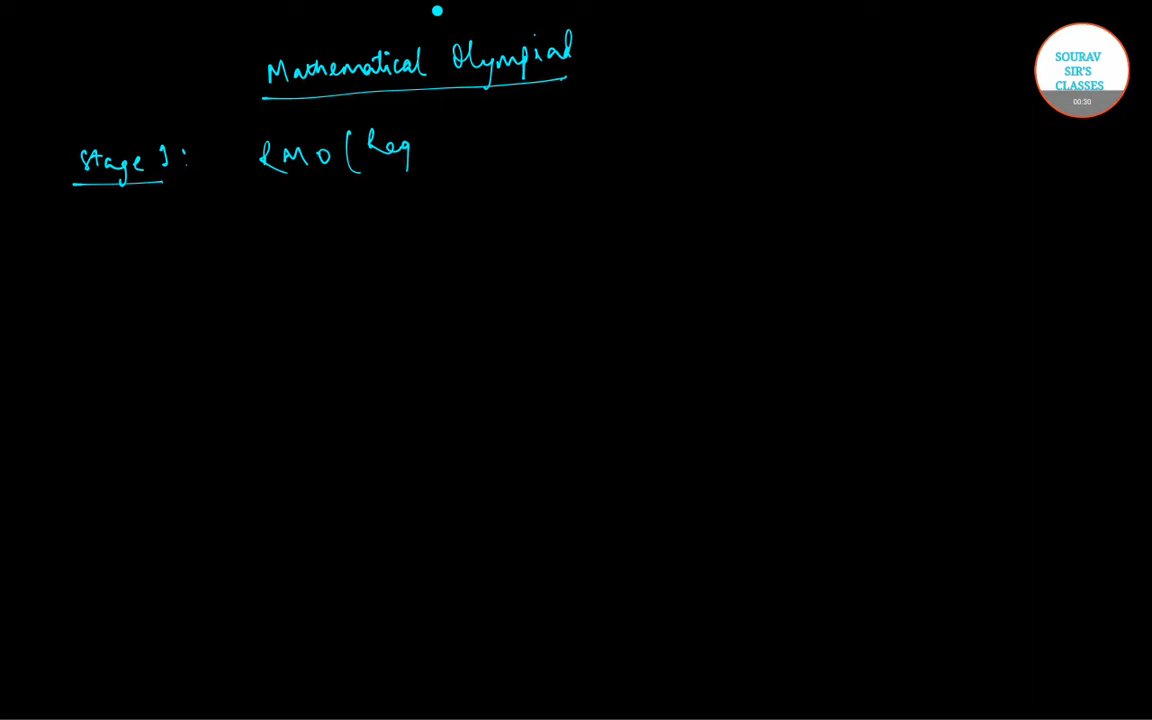 Mathematical Olympiad
Stage 1: RMO (Reg
SOURAV
SIR'S
CLASSES
00:30